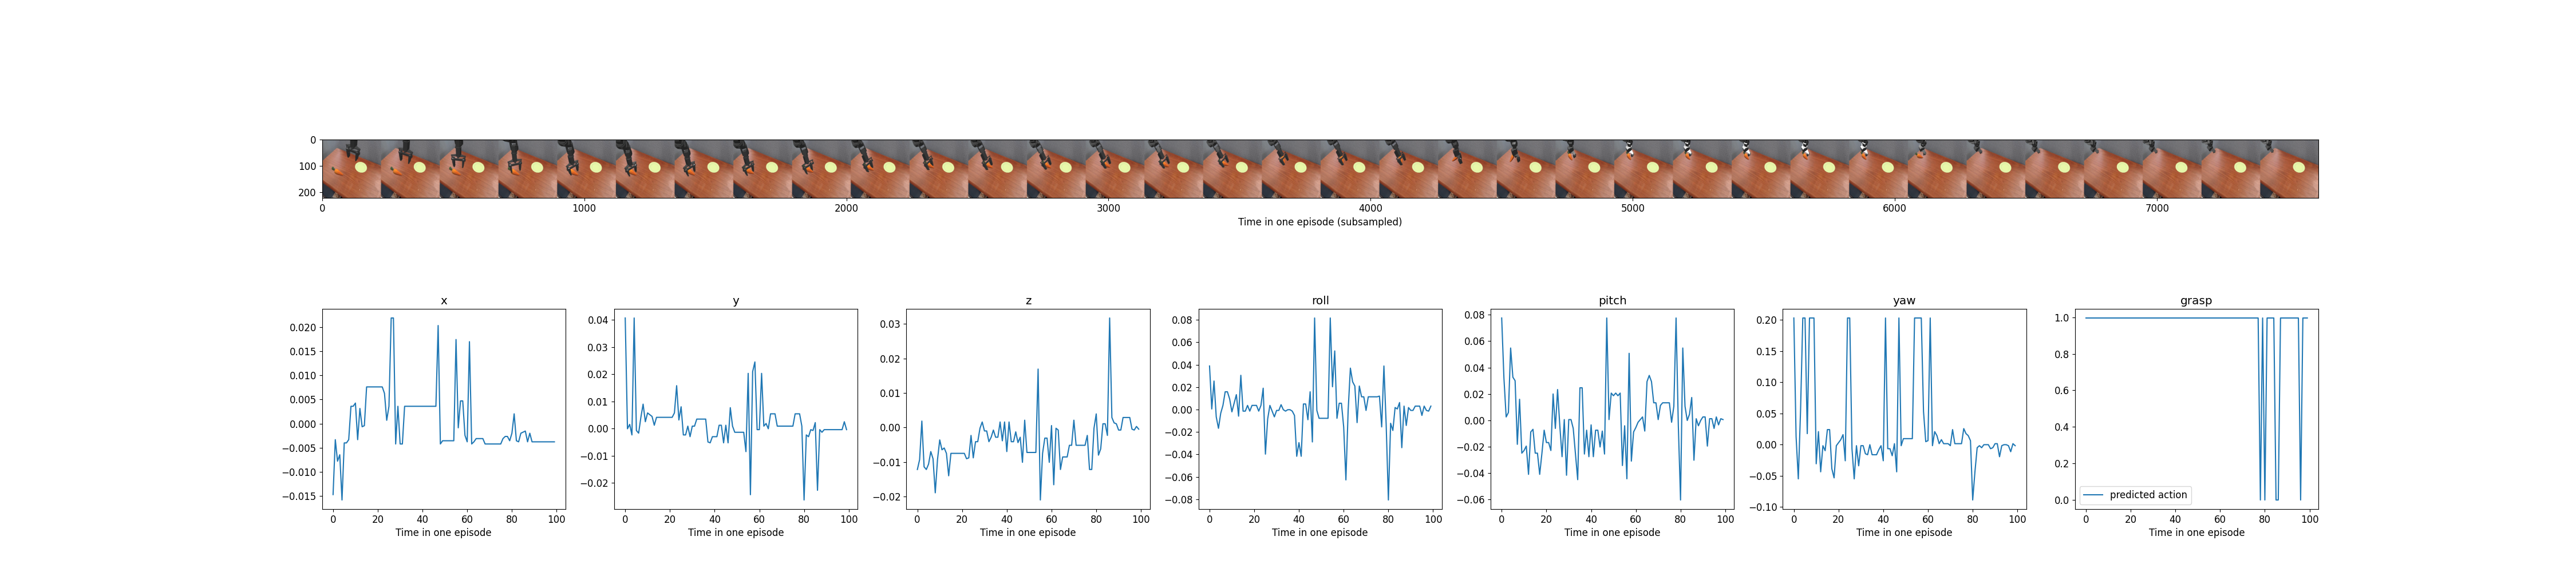 0
100
200
0 1000 2000 3000 4000 5000 6000 7000
Time in one episode (subsampled)
x
0.020
0.015
0.010
0.005
0.000
−0.005
−0.010
−0.015
0 20 40 60 80 100
Time in one episode
y
0.04
0.03
0.02
0.01
0.00
−0.01
−0.02
0 20 40 60 80 100
Time in one episode
z
0.03
0.02
0.01
0.00
−0.01
−0.02
0 20 40 60 80 100
Time in one episode
roll
0.08
0.06
0.04
0.02
0.00
−0.02
−0.04
−0.06
−0.08
0 20 40 60 80 100
Time in one episode
pitch
0.08
0.06
0.04
0.02
0.00
−0.02
−0.04
−0.06
0 20 40 60 80 100
Time in one episode
yaw
0.20
0.15
0.10
0.05
0.00
−0.05
−0.10
0 20 40 60 80 100
Time in one episode
grasp
1.0
0.8
0.6
0.4
0.2
0.0
predicted action
0 20 40 60 80 100
Time in one episode